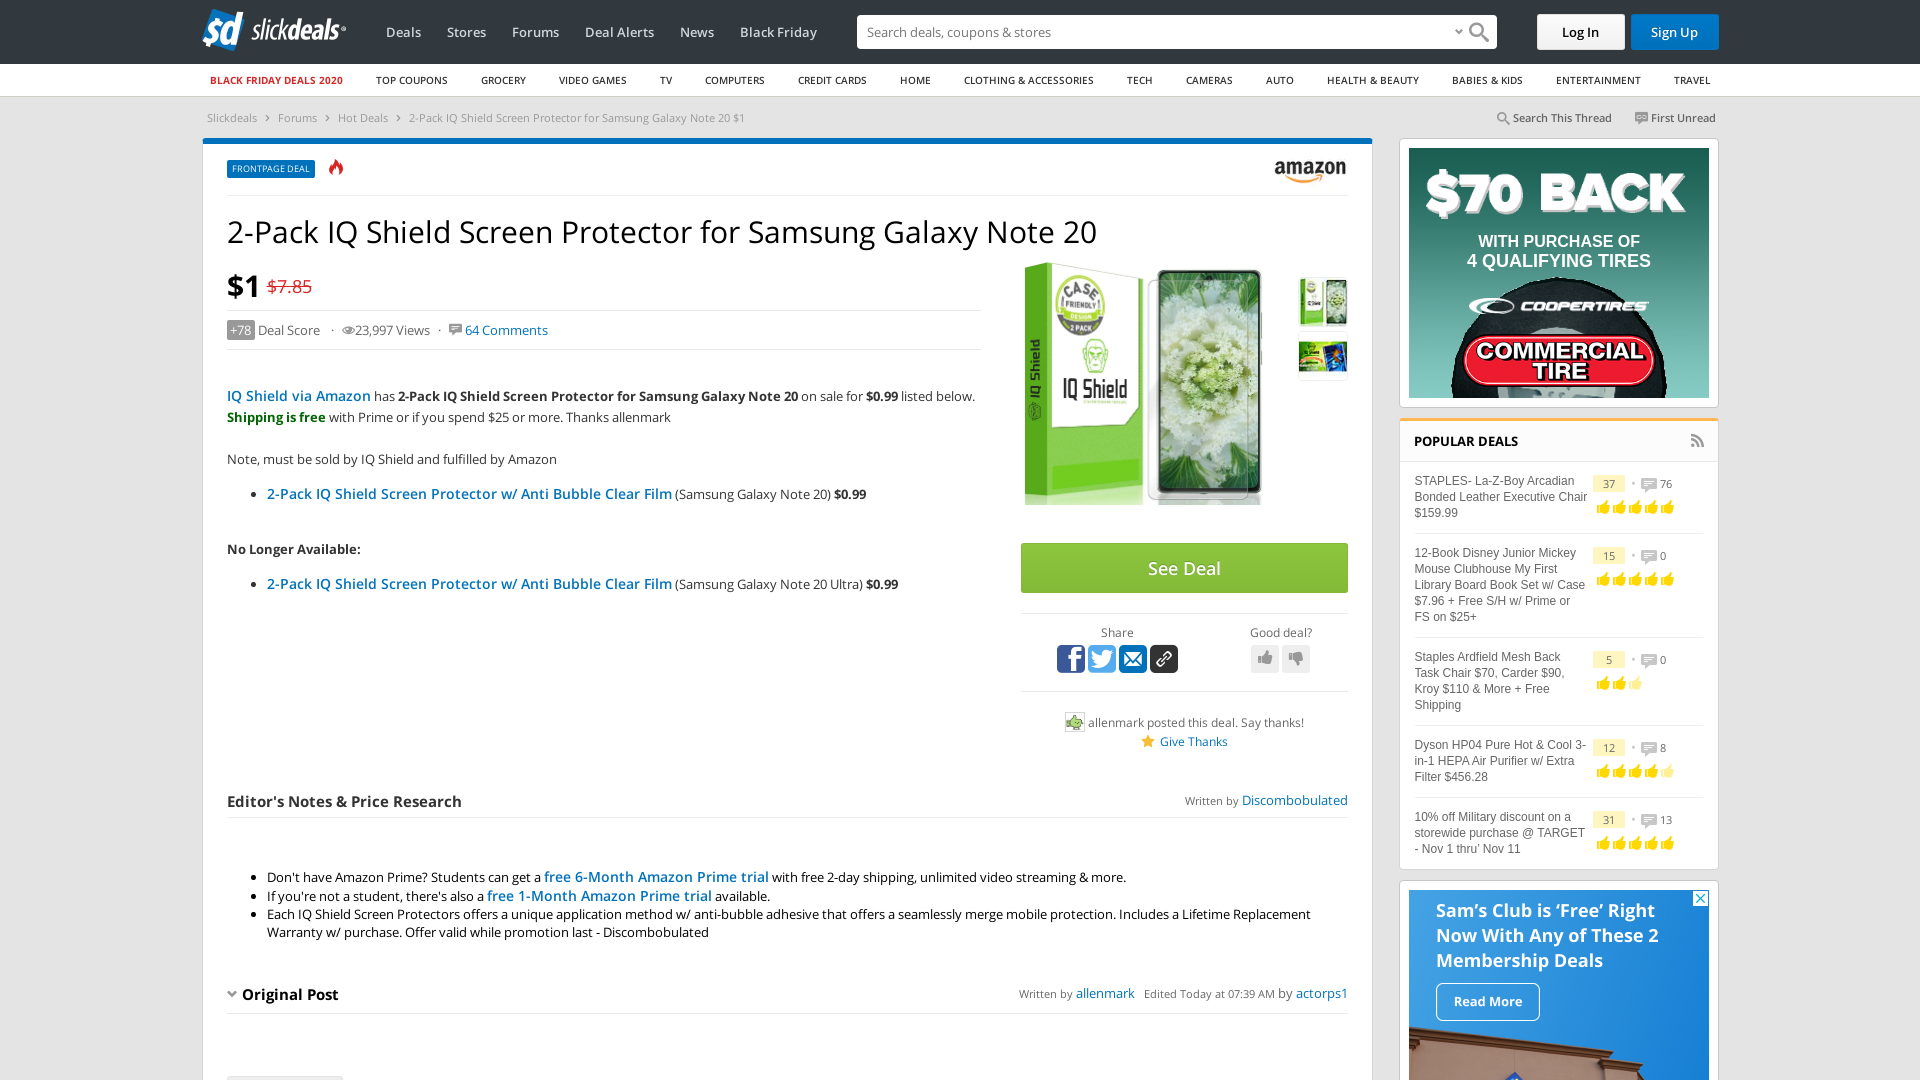 sd slickdeals
Deals Stores Forums Deal Alerts News Black Friday
Search deals, coupons & stores
Log In Sign Up
BLACK FRIDAY DEALS 2020 TOP COUPONS GROCERY VIDEO GAMES TV COMPUTERS CREDIT CARDS HOME CLOTHING & ACCESSORIES TECH CAMERAS AUTO HEALTH & BEAUTY BABIES & KIDS ENTERTAINMENT TRAVEL
Slickdeals › Forums › Hot Deals › 2-Pack IQ Shield Screen Protector for Samsung Galaxy Note 20 $1
Search This Thread First Unread
FRONTPAGE DEAL
amazon
2-Pack IQ Shield Screen Protector for Samsung Galaxy Note 20
$1 $7.85
+78 Deal Score · 23,997 Views · 64 Comments
IQ Shield via Amazon has 2-Pack IQ Shield Screen Protector for Samsung Galaxy Note 20 on sale for $0.99 listed below.
Shipping is free with Prime or if you spend $25 or more. Thanks allenmark
Note, must be sold by IQ Shield and fulfilled by Amazon
• 2-Pack IQ Shield Screen Protector w/ Anti Bubble Clear Film (Samsung Galaxy Note 20) $0.99
No Longer Available:
• 2-Pack IQ Shield Screen Protector w/ Anti Bubble Clear Film (Samsung Galaxy Note 20 Ultra) $0.99
CASE
FRIENDLY
2 PACK
IQ Shield
IQ Shield
See Deal
Share
Good deal?
allenmark posted this deal. Say thanks!
Give Thanks
Editor's Notes & Price Research
Written by Discombobulated
• Don't have Amazon Prime? Students can get a free 6-Month Amazon Prime trial with free 2-day shipping, unlimited video streaming & more.
• If you're not a student, there's also a free 1-Month Amazon Prime trial available.
• Each IQ Shield Screen Protectors offers a unique application method w/ anti-bubble adhesive that offers a seamlessly merge mobile protection. Includes a Lifetime Replacement
Warranty w/ purchase. Offer valid while promotion last - Discombobulated
Original Post
Written by allenmark Edited Today at 07:39 AM by actorps1
$70 BACK
WITH PURCHASE OF
4 QUALIFYING TIRES
COOPERTIRES
COMMERCIAL
TIRE
POPULAR DEALS
STAPLES- La-Z-Boy Arcadian
Bonded Leather Executive Chair
$159.99
37 • 76
12-Book Disney Junior Mickey
Mouse Clubhouse My First
Library Board Book Set w/ Case
$7.96 + Free S/H w/ Prime or
FS on $25+
15 • 0
Staples Ardfield Mesh Back
Task Chair $70, Carder $90,
Kroy $110 & More + Free
Shipping
5 • 0
Dyson HP04 Pure Hot & Cool 3-
in-1 HEPA Air Purifier w/ Extra
Filter $456.28
12 • 8
10% off Military discount on a
storewide purchase @ TARGET
- Nov 1 thru’ Nov 11
31 • 13
Sam’s Club is ‘Free’ Right
Now With Any of These 2
Membership Deals
Read More